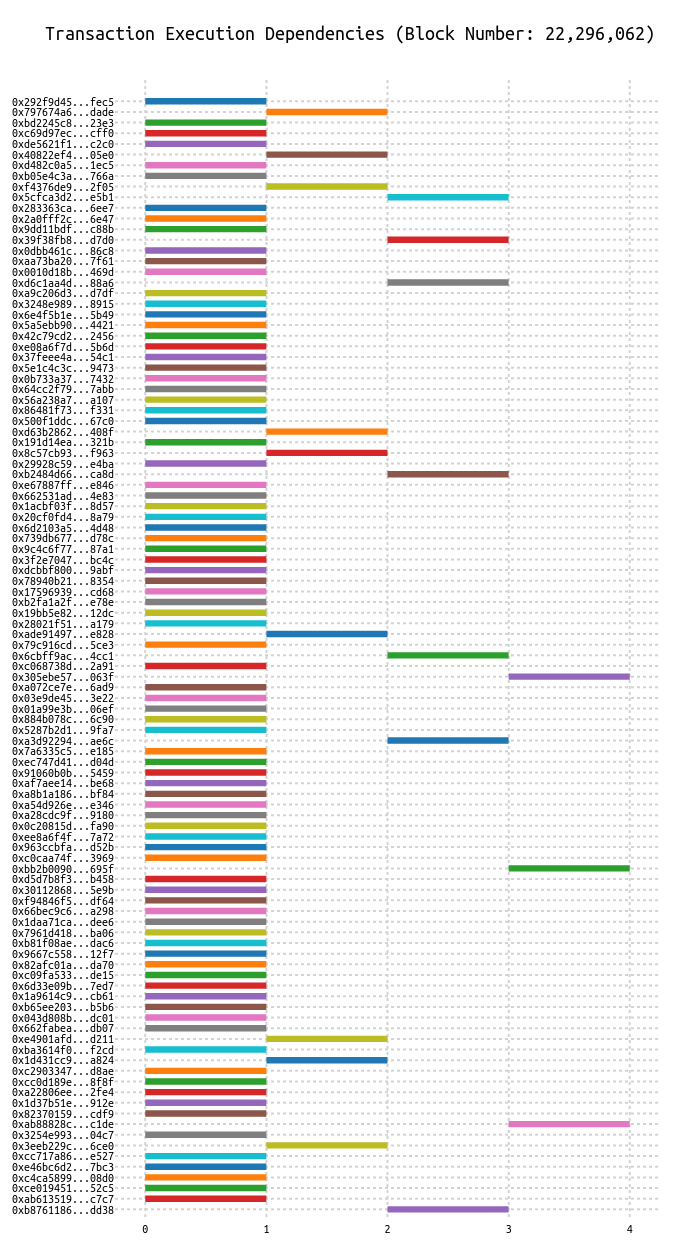 Transaction Execution Dependencies (Block Number: 22,296,062)
0x292f9d45...fec5
0x797674a6...dade
0xbd2245c8...23e3
0xc69d97ec...cff0
0xde5621f1...c2c0
0x40822ef4...05e0
0xd482c0a5...1ec5
0xb05e4c3a...766a
0xf4376de9...2f05
0x5cfca3d2...e5b1
0x283363ca...6ee7
0x2a0fff2c...6e47
0x9dd11bdf...c88b
0x39f38fb8...d7d0
0x0dbb461c...86c8
0xaa73ba20...7f61
0x0010d18b...469d
0xd6c1aa4d...88a6
0xa9c206d3...d7df
0x3248e989...8915
0x6e4f5b1e...5b49
0x5a5ebb90...4421
0x42c79cd2...2456
0xe08a6f7d...5b6d
0x37feee4a...54c1
0x5e1c4c3c...9473
0x0b733a37...7432
0x64cc2f79...7abb
0x56a238a7...a107
0x86481f73...f331
0x500f1ddc...67c0
0xd63b2862...408f
0x191d14ea...321b
0x8c57cb93...f963
0x29928c59...e4ba
0xb2484d66...ca8d
0xe67887ff...e846
0x662531ad...4e83
0x1acbf03f...8d57
0x20cf0fd4...8a79
0x6d2103a5...4d48
0x739db677...d78c
0x9c4c6f77...87a1
0x3f2e7047...bc4c
0xdcbbf800...9abf
0x78940b21...8354
0x17596939...cd68
0xb2fa1a2f...e78e
0x19bb5e82...12dc
0x28021f51...a179
0xade91497...e828
0x79c916cd...5ce3
0x6cbff9ac...4cc1
0xc068738d...2a91
0x305ebe57...063f
0xa072ce7e...6ad9
0x03e9de45...3e22
0x01a99e3b...06ef
0x884b078c...6c90
0x5287b2d1...9fa7
0xa3d92294...ae6c
0x7a6335c5...e185
0xec747d41...d04d
0x91060b0b...5459
0xaf7aee14...be68
0xa8b1a186...bf84
0xa54d926e...e346
0xa28cdc9f...9180
0x0c20815d...fa90
0xee8a6f4f...7a72
0x963ccbfa...d52b
0xc0caa74f...3969
0xbb2b0090...695f
0xd5d7b8f3...b458
0x30112868...5e9b
0xf94846f5...df64
0x66bec9c6...a298
0x1daa71ca...dee6
0x7961d418...ba06
0xb81f08ae...dac6
0x9667c558...12f7
0x82afc01a...da70
0xc09fa533...de15
0x6d33e09b...7ed7
0x1a9614c9...cb61
0xb65ee203...b5b6
0x043d808b...dc01
0x662fabea...db07
0xe4901afd...d211
0xba3614f0...f2cd
0x1d431cc9...a824
0xc2903347...d8ae
0xcc0d189e...8f8f
0xa22806ee...2fe4
0x1d37b51e...912e
0x82370159...cdf9
0xab88828c...c1de
0x3254e993...04c7
0x3eeb229c...6ce0
0xcc717a86...e527
0xe46bc6d2...7bc3
0xc4ca5899...08d0
0xce019451...52c5
0xab613519...c7c7
0xb8761186...dd38
0 1 2 3 4